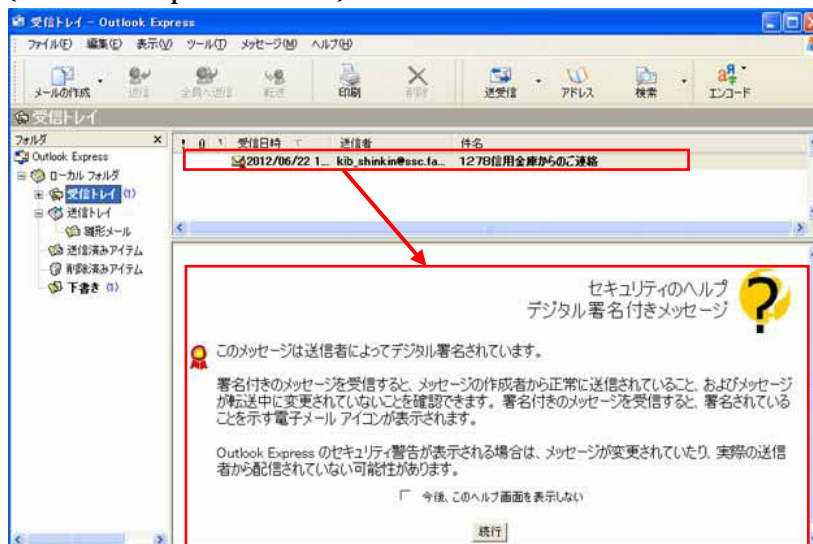 受信トレイ - Outlook Express
ファイル(F) 編集(E) 表示(V) ツール(T) メッセージ(M) ヘルプ(H)
メールの作成 返信 全員へ返信 転送 印刷 削除 送受信 アドレス 検索 エンコード
受信トレイ
フォルダ ×
! 受信日時 送信者 件名
Outlook Express
2012/06/22 1... kib_shinkin@ssc.fa... 1278信用金庫からのご連絡
ローカル フォルダ
受信トレイ (1)
送信トレイ
雛形メール
送信済みアイテム
削除済みアイテム
下書き (1)
セキュリティのヘルプ
デジタル署名付きメッセージ
このメッセージは送信者によってデジタル署名されています。
署名付きのメッセージを受信すると、メッセージの作成者から正常に送信されていること、およびメッセージ
が転送中に変更されていないことを確認できます。署名付きのメッセージを受信すると、署名されている
ことを示す電子メール アイコンが表示されます。
Outlook Express のセキュリティ警告が表示される場合は、メッセージが変更されていたり、実際の送信
者から配信されていない可能性があります。
今後、このヘルプ画面を表示しない
続行